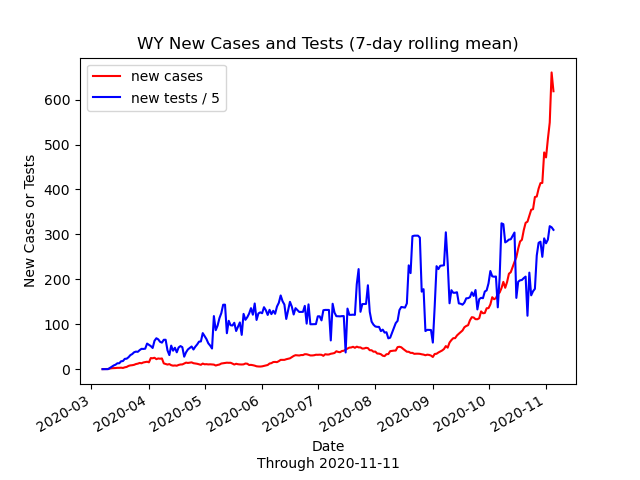 WY New Cases and Tests (7-day rolling mean)
new cases
new tests / 5
New Cases or Tests
600
500
400
300
200
100
0
2020-03
2020-04
2020-05
2020-06
2020-07
2020-08
2020-09
2020-10
2020-11
Date
Through 2020-11-11